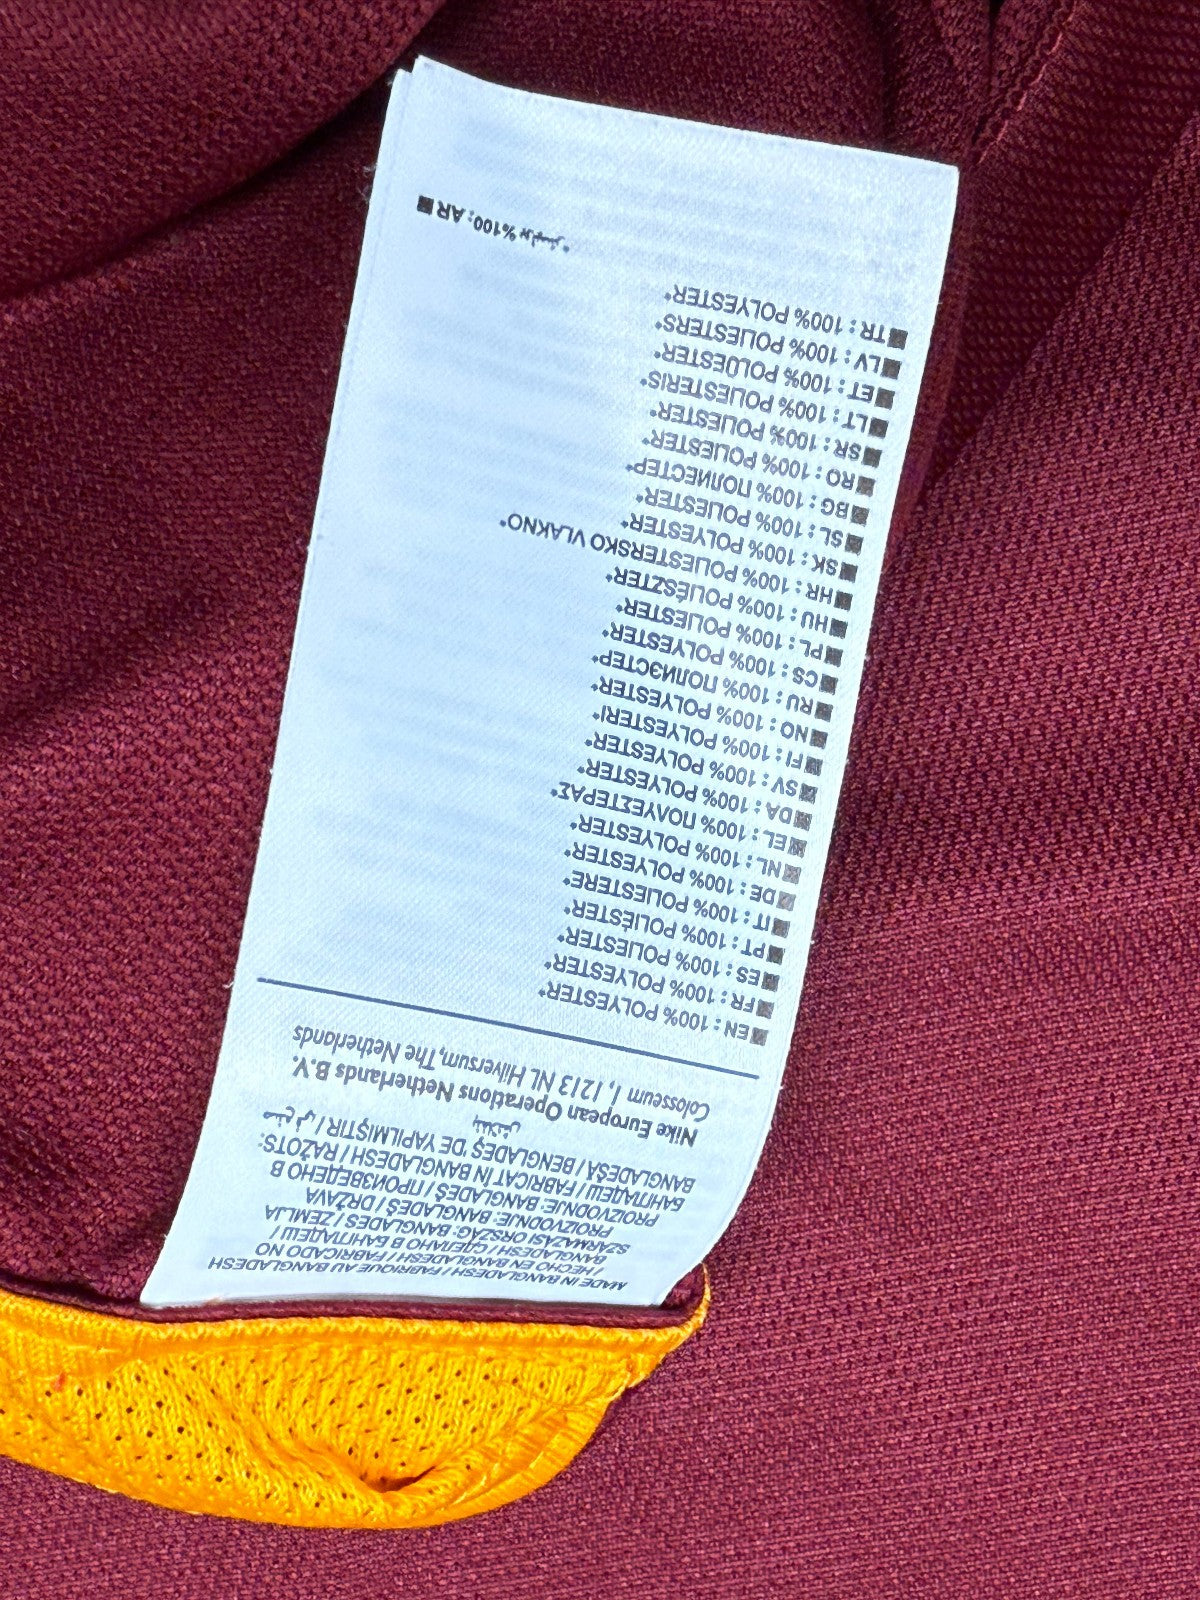 MADE IN BANGLADESH / FABRIQUE AU BANGLADESH
/ HECHO EN BANGLADESH / FABRICADO NO
BANGLADESH / СДЕЛАНО В БАНГЛАДЕШ /
SZÁRMAZÁSI ORSZÁG: BANGLADES / ZEMLJA
PROIZVODNJE: BANGLADEŠ / DRŽAVA
PROIZVODNJE: BANGLADEŠ / ПРОИЗВЕДЕНО В
БАНГЛАДЕШ / FABRICAT ÎN BANGLADESH / RAŽOTS:
BANGLADEŠĀ / BENGLADEŞ 'DE YAPILMIŞTIR /
Nike European Operations Netherlands B.V.
Colosseum 1, 1213 NL Hilversum,The Netherlands
EN : 100% POLYESTER*
FR : 100% POLYESTER*
ES : 100% POLIESTER*
PT : 100% POLIÉSTER*
IT : 100% POLIESTERE*
DE : 100% POLYESTER*
NL : 100% POLYESTER*
EL : 100% ΠΟΛΥΕΣΤΕΡΑΣ*
DA : 100% POLYESTER*
SV : 100% POLYESTER*
FI : 100% POLYESTERI*
NO : 100% POLYESTER*
RU : 100% ПОЛИЭСТЕР*
CS : 100% POLYESTER*
PL : 100% POLIESTER*
HU : 100% POLIÉSZTER*
HR : 100% POLIESTERSKO VLAKNO*
SK : 100% POLYESTER*
SL : 100% POLIESTER*
BG : 100% ПОЛИЕСТЕР*
RO : 100% POLIESTER*
SR : 100% POLIESTER*
LT : 100% POLIESTERIS*
ET : 100% POLÜESTER*
LV : 100% POLIESTERS*
TR : 100% POLYESTER*
AR :100%